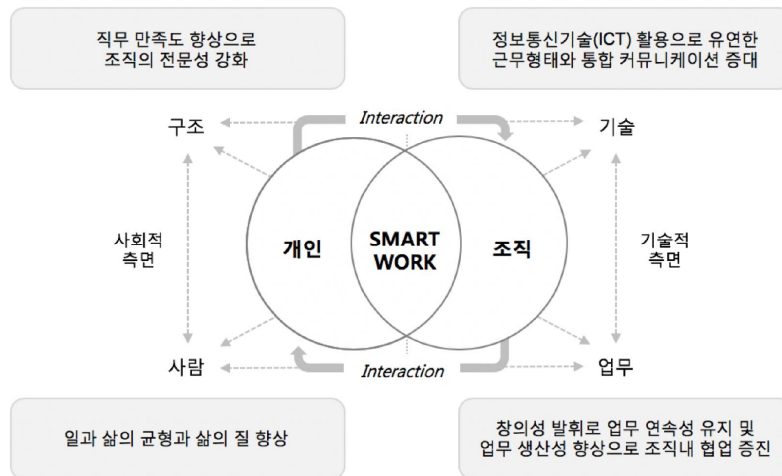 직무 만족도 향상으로
조직의 전문성 강화
정보통신기술(ICT) 활용으로 유연한
근무형태와 통합 커뮤니케이션 증대
구조
Interaction
기술
사회적
측면
개인
SMART
WORK
조직
기술적
측면
사람
Interaction
업무
일과 삶의 균형과 삶의 질 향상
창의성 발휘로 업무 연속성 유지 및
업무 생산성 향상으로 조직내 협업 증진